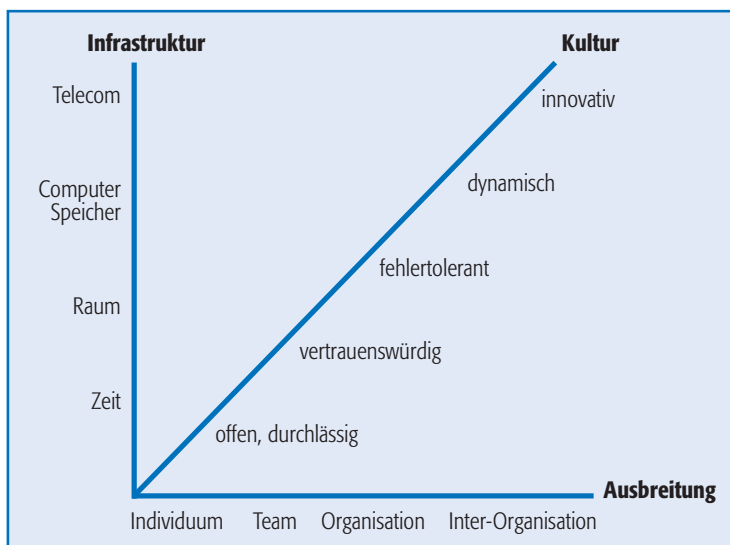 Infrastruktur
Kultur
Telecom
innovativ
Computer
Speicher
dynamisch
fehlertolerant
Raum
vertrauenswürdig
Zeit
offen, durchlässig
Ausbreitung
Individuum Team Organisation Inter-Organisation